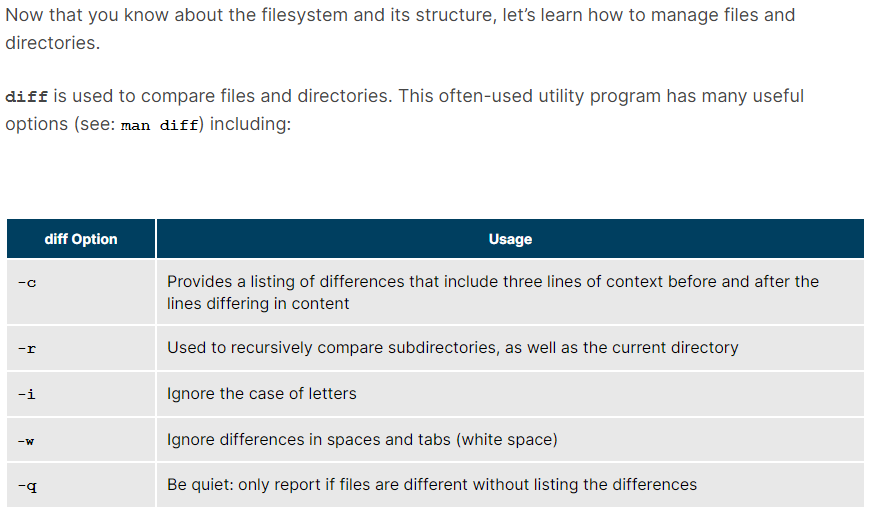 Now that you know about the filesystem and its structure, let’s learn how to manage files and
directories.
diff is used to compare files and directories. This often-used utility program has many useful
options (see: man diff) including:
diff Option Usage
-c Provides a listing of differences that include three lines of context before and after the
lines differing in content
-r Used to recursively compare subdirectories, as well as the current directory
-i Ignore the case of letters
-w Ignore differences in spaces and tabs (white space)
-q Be quiet: only report if files are different without listing the differences